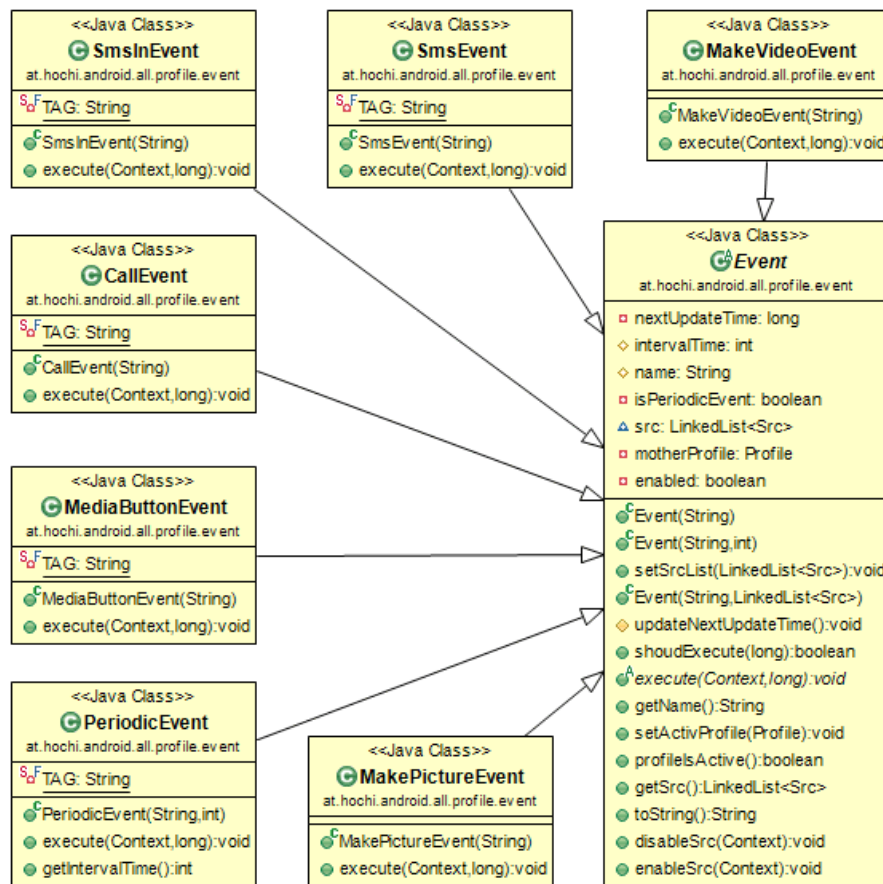 <<Java Class>>
SmsInEvent
at.hochi.android.all.profile.event
SF TAG: String
C SmsInEvent(String)
execute(Context,long):void
<<Java Class>>
SmsEvent
at.hochi.android.all.profile.event
SF TAG: String
C SmsEvent(String)
execute(Context,long):void
<<Java Class>>
MakeVideoEvent
at.hochi.android.all.profile.event
C MakeVideoEvent(String)
execute(Context,long):void
<<Java Class>>
CallEvent
at.hochi.android.all.profile.event
SF TAG: String
C CallEvent(String)
execute(Context,long):void
<<Java Class>>
MediaButtonEvent
at.hochi.android.all.profile.event
SF TAG: String
C MediaButtonEvent(String)
execute(Context,long):void
<<Java Class>>
PeriodicEvent
at.hochi.android.all.profile.event
SF TAG: String
C PeriodicEvent(String,int)
execute(Context,long):void
getIntervalTime():int
<<Java Class>>
MakePictureEvent
at.hochi.android.all.profile.event
C MakePictureEvent(String)
execute(Context,long):void
<<Java Class>>
Event
at.hochi.android.all.profile.event
nextUpdateTime: long
intervalTime: int
name: String
isPeriodicEvent: boolean
src: LinkedList<Src>
motherProfile: Profile
enabled: boolean
C Event(String)
C Event(String,int)
setSrcList(LinkedList<Src>):void
C Event(String,LinkedList<Src>)
updateNextUpdateTime():void
shoudExecute(long):boolean
A execute(Context,long):void
getName():String
setActivProfile(Profile):void
profileIsActive():boolean
getSrc():LinkedList<Src>
toString():String
disableSrc(Context):void
enableSrc(Context):void